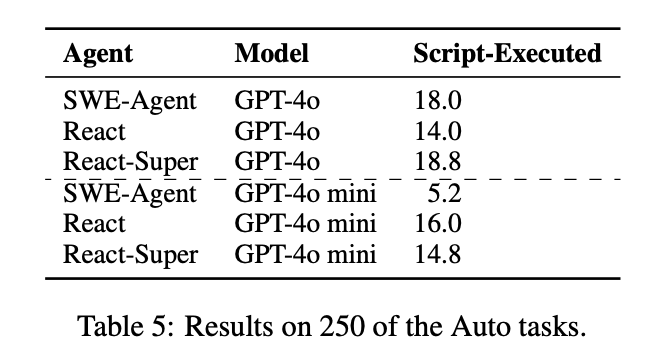 Agent Model Script-Executed
SWE-Agent GPT-4o 18.0
React GPT-4o 14.0
React-Super GPT-4o 18.8
SWE-Agent GPT-4o mini 5.2
React GPT-4o mini 16.0
React-Super GPT-4o mini 14.8
Table 5: Results on 250 of the Auto tasks.